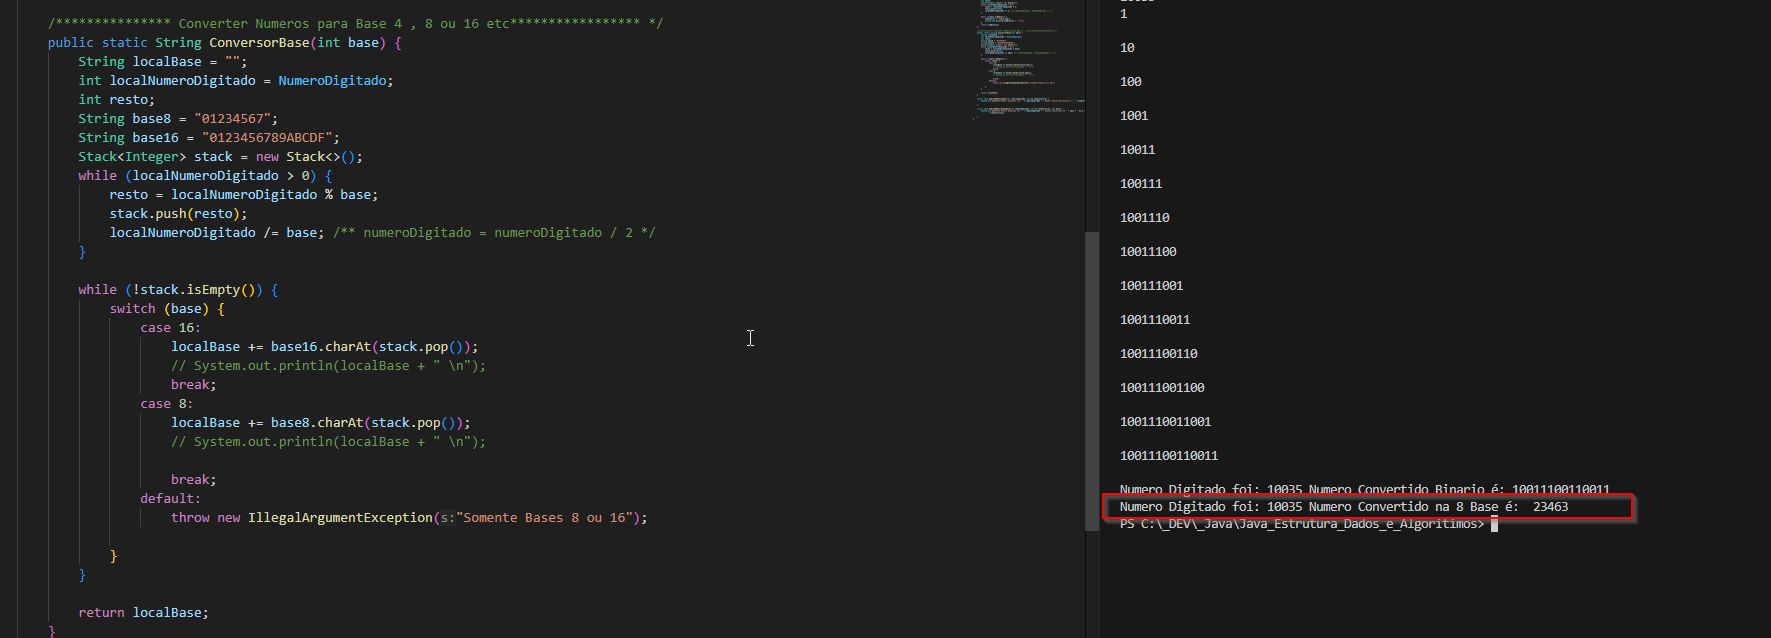 /*************** Converter Numeros para Base 4 , 8 ou 16 etc***************** */
public static String ConversorBase(int base) {
String localBase = "";
int localNumeroDigitado = NumeroDigitado;
int resto;
String base8 = "01234567";
String base16 = "0123456789ABCDF";
Stack<Integer> stack = new Stack<>();
while (localNumeroDigitado > 0) {
resto = localNumeroDigitado % base;
stack.push(resto);
localNumeroDigitado /= base; /** numeroDigitado = numeroDigitado / 2 */
}
while (!stack.isEmpty()) {
switch (base) {
case 16:
localBase += base16.charAt(stack.pop());
// System.out.println(localBase + " \n");
break;
case 8:
localBase += base8.charAt(stack.pop());
// System.out.println(localBase + " \n");
break;
default:
throw new IllegalArgumentException(s:"Somente Bases 8 ou 16");
}
}
return localBase;
}
1
10
100
1001
10011
100111
1001110
10011100
100111001
1001110011
10011100110
100111001100
1001110011001
10011100110011
Numero Digitado foi: 10035 Numero Convertido Binario é: 10011100110011
Numero Digitado foi: 10035 Numero Convertido na 8 Base é: 23463
PS C:\_DEV\_Java\Java_Estrutura_Dados_e_Algoritimos>